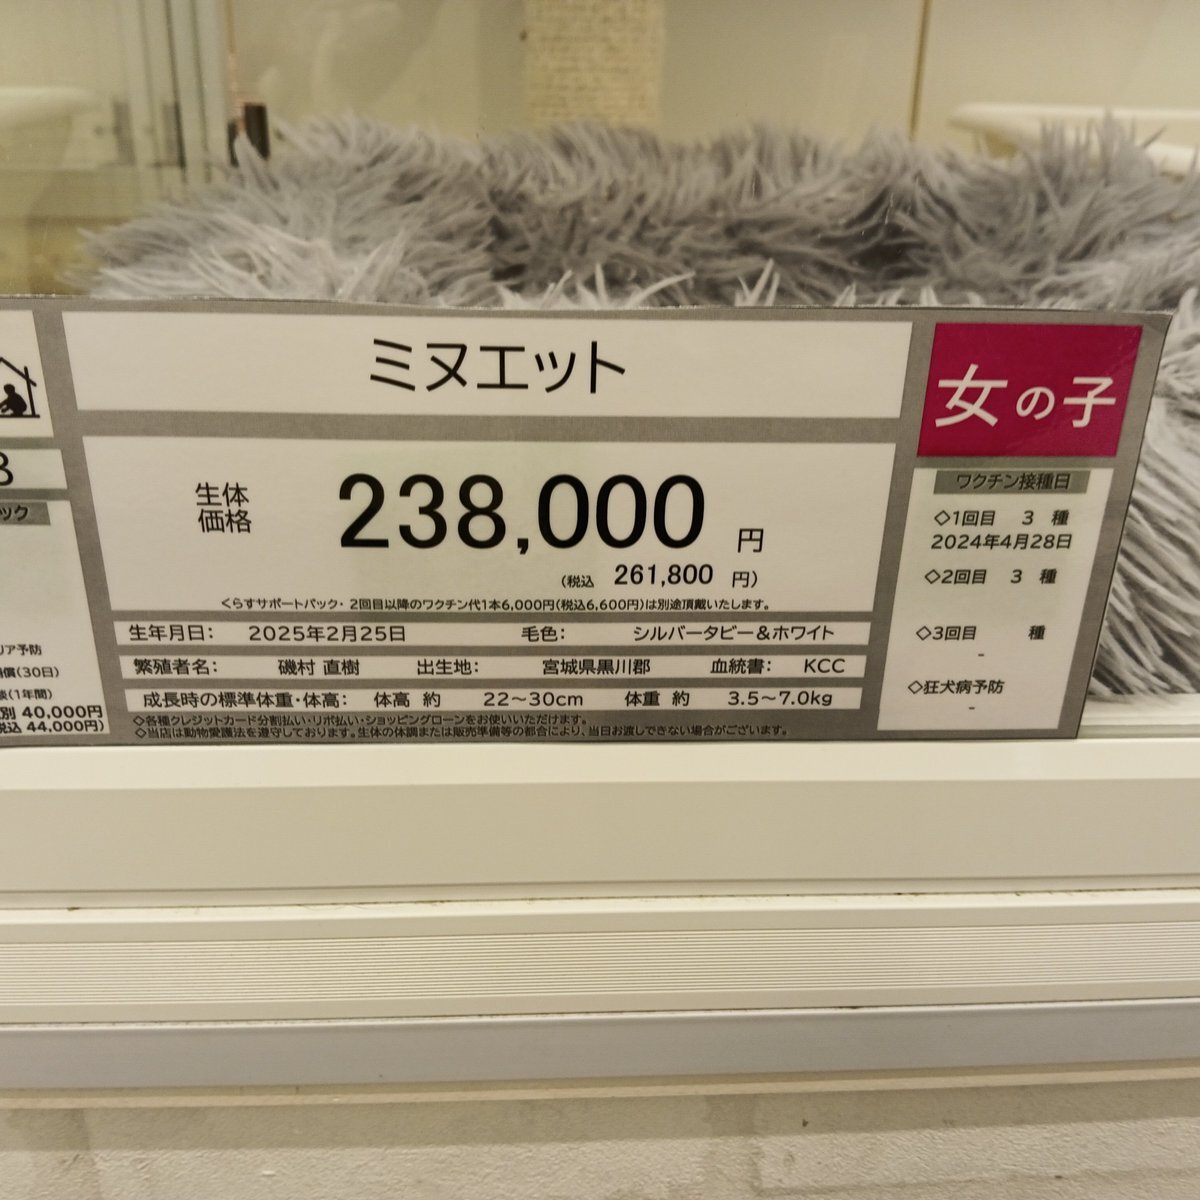 ミヌエット
女の子
生体
価格
238,000 円
(税込 261,800 円)
くらすサポートパック・2回目以降のワクチン代1本6,000円(税込6,600円)は別途頂戴いたします。
生年月日： 2025年2月25日 毛色： シルバータビー＆ホワイト
繁殖者名： 磯村 直樹 出生地： 宮城県黒川郡 血統書： KCC
成長時の標準体重・体高： 体高 約 22～30cm 体重 約 3.5～7.0kg
◇各種クレジットカード分割払い・リボ払い・ショッピングローンをお使いいただけます。
◇当店は動物愛護法を遵守しております。生体の体調または販売準備等の都合により、当日お渡しできない場合がございます。
ワクチン接種日
◇1回目 3 種
2024年4月28日
◇2回目 3 種
◇3回目 種
-
◇狂犬病予防
-
ック
リア予防
償(30日)
(1年間)
別 40,000円
込 44,000円)